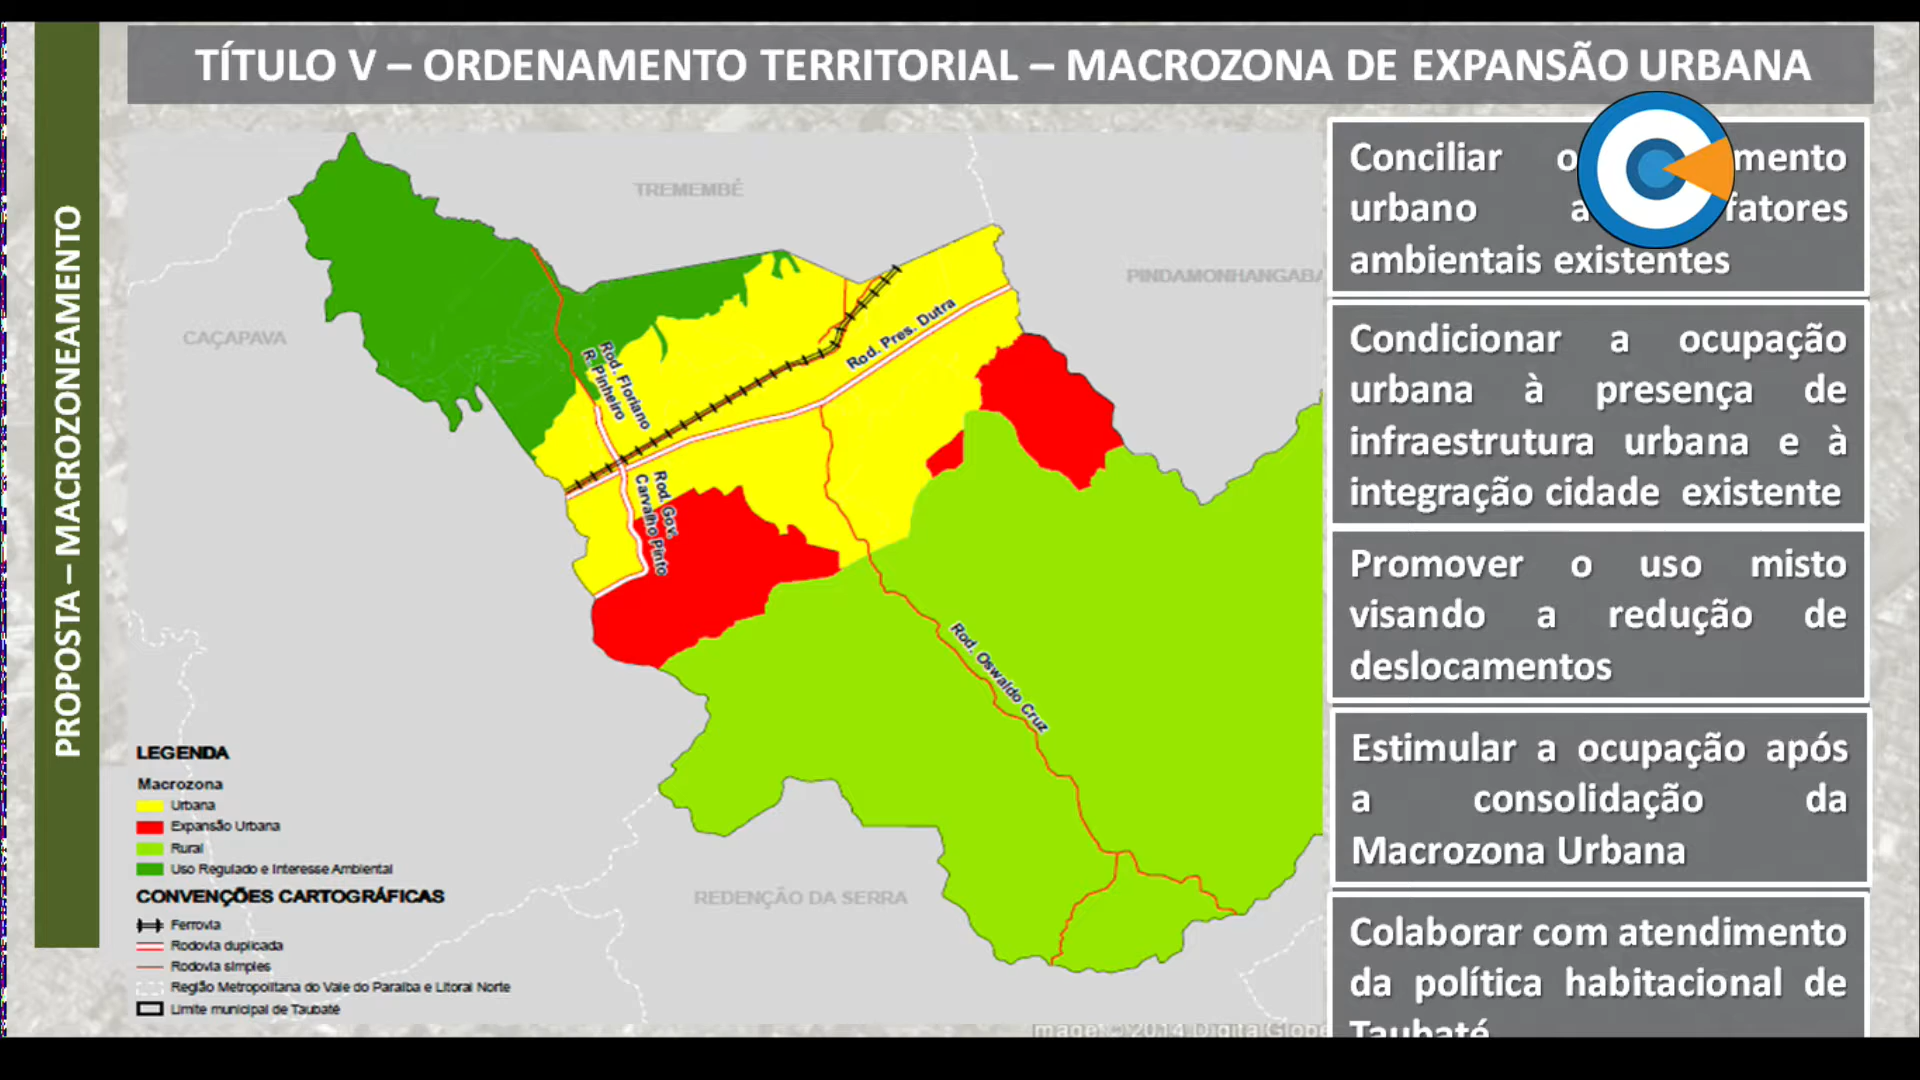 TÍTULO V – ORDENAMENTO TERRITORIAL – MACROZONA DE EXPANSÃO URBANA
PROPOSTA – MACROZONEAMENTO
TREMEMBÉ
PINDAMONHANGABA
CAÇAPAVA
Rod. Pres. Dutra
Rod. Floriano
R. Pinheiro
Rod. Gov.
Carvalho Pinto
Rod. Oswaldo Cruz
REDENÇÃO DA SERRA
LEGENDA
Macrozona
Urbana
Expansão Urbana
Rural
Uso Regulado e Interesse Ambiental
CONVENÇÕES CARTOGRÁFICAS
Ferrovia
Rodovia duplicada
Rodovia simples
Região Metropolitana do Vale do Paraíba e Litoral Norte
Limite municipal de Taubaté
Image: © 2014 DigitalGlobe
Conciliar mento
urbano fatores
ambientais existentes
Condicionar a ocupação
urbana à presença de
infraestrutura urbana e à
integração cidade existente
Promover o uso misto
visando a redução de
deslocamentos
Estimular a ocupação após
a consolidação da
Macrozona Urbana
Colaborar com atendimento
da política habitacional de
Taubaté